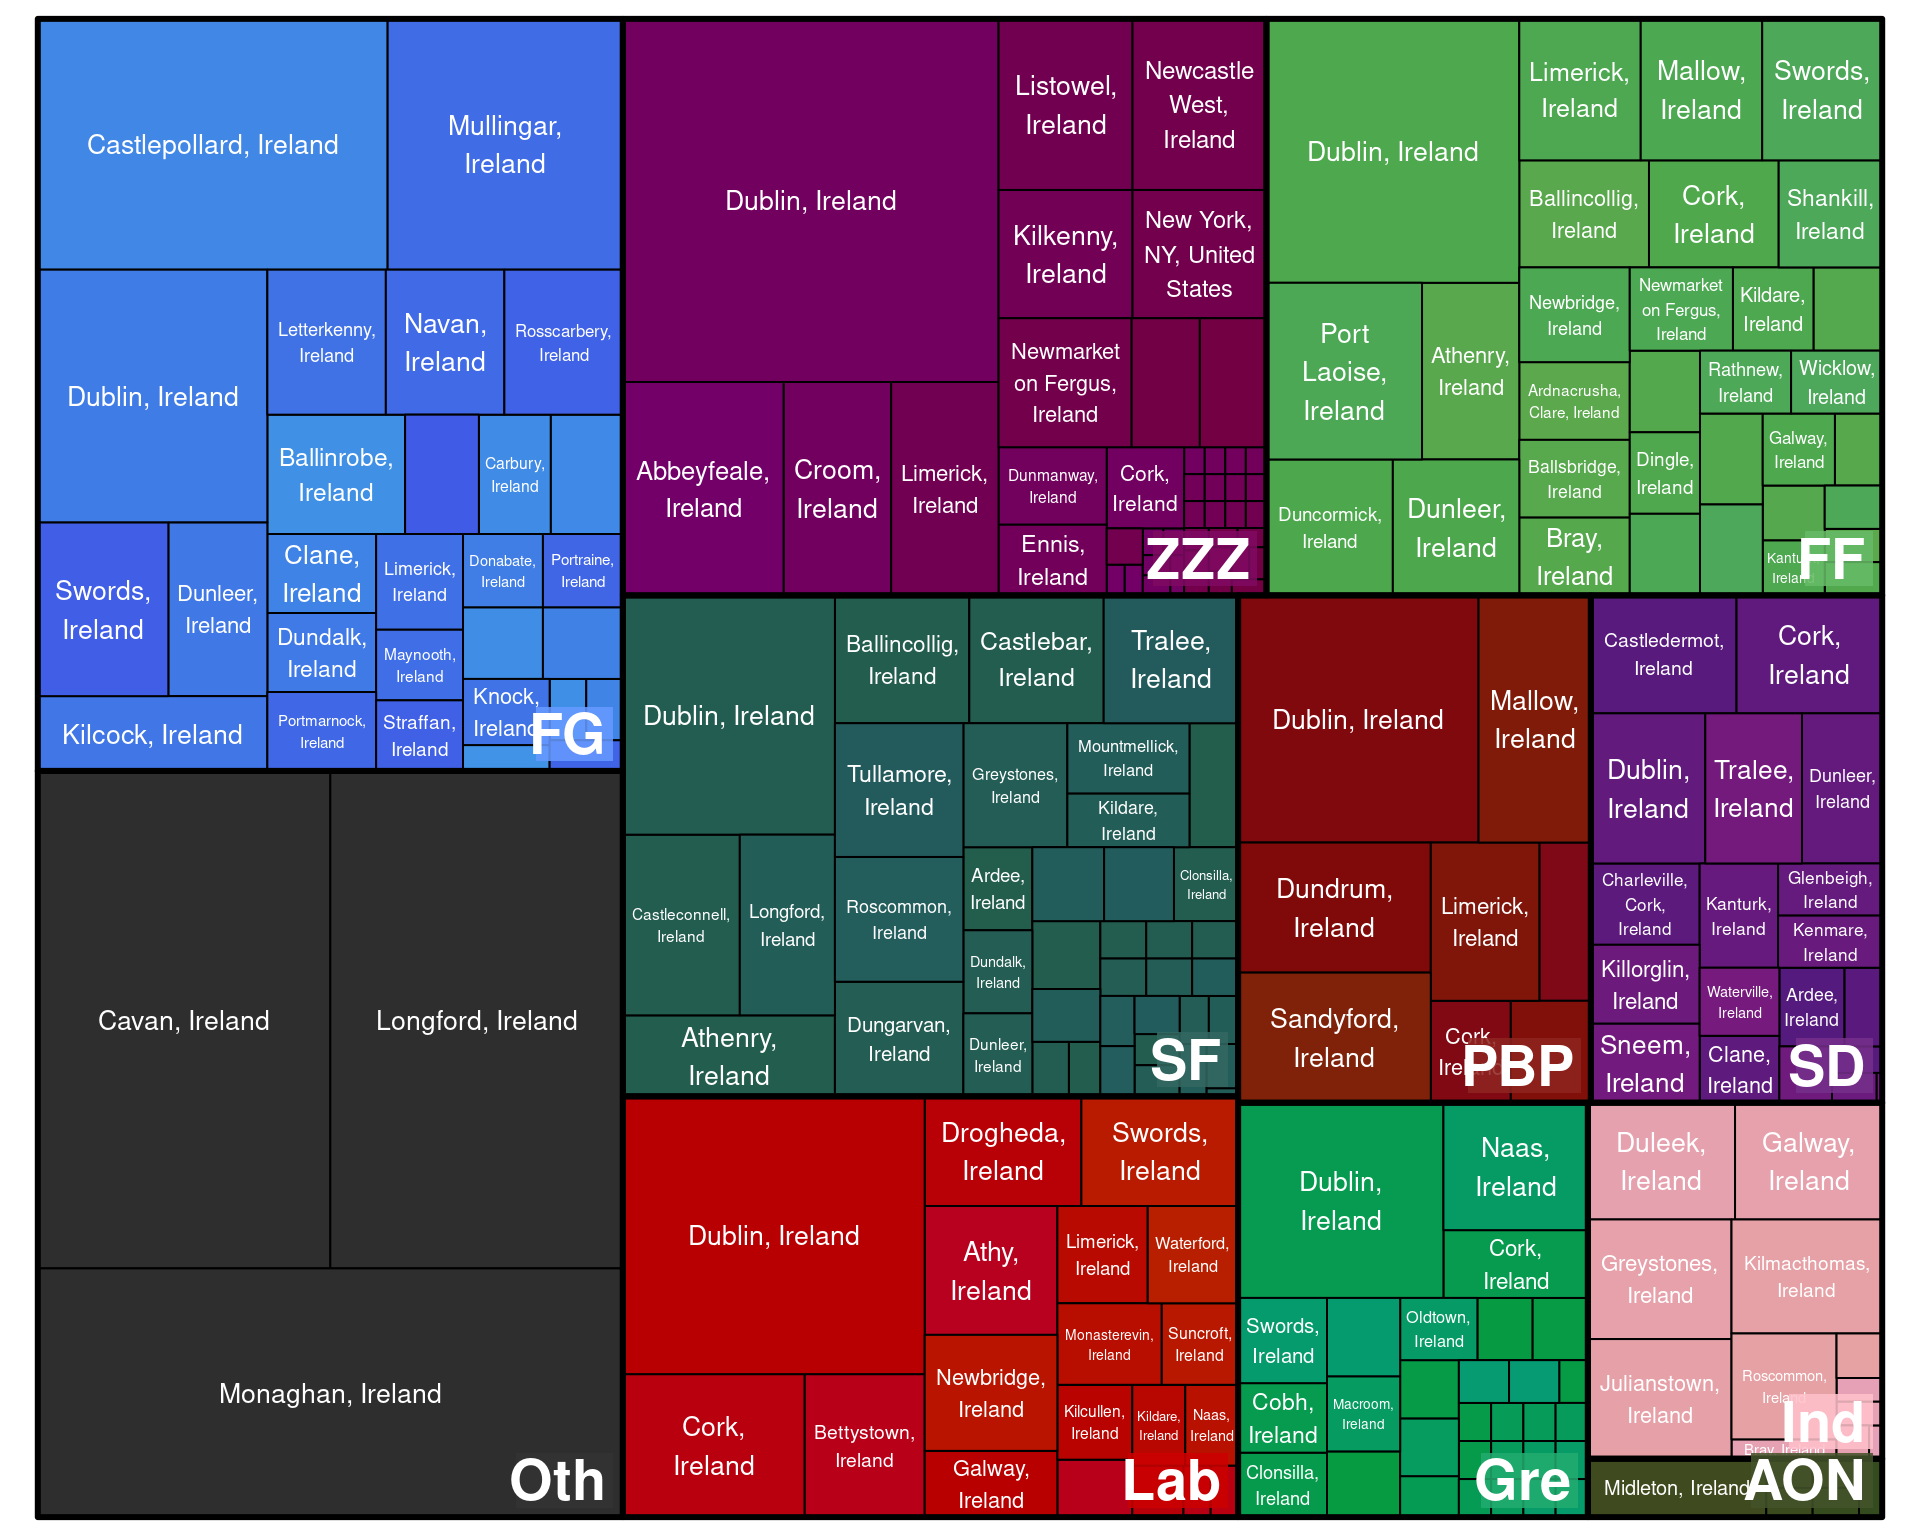 Castlepollard, Ireland
Mullingar,
Ireland
Dublin, Ireland
Letterkenny,
Ireland
Navan,
Ireland
Rosscarbery,
Ireland
Ballinrobe,
Ireland
Carbury,
Ireland
Swords,
Ireland
Dunleer,
Ireland
Kilcock, Ireland
Clane,
Ireland
Dundalk,
Ireland
Portmarnock,
Ireland
Limerick,
Ireland
Maynooth,
Ireland
Straffan,
Ireland
Donabate,
Ireland
Portraine,
Ireland
Knock,
Ireland
FG
Cavan, Ireland
Longford, Ireland
Monaghan, Ireland
Oth
Dublin, Ireland
Listowel,
Ireland
Newcastle
West,
Ireland
Kilkenny,
Ireland
New York,
NY, United
States
Newmarket
on Fergus,
Ireland
Abbeyfeale,
Ireland
Croom,
Ireland
Limerick,
Ireland
Dunmanway,
Ireland
Cork,
Ireland
Ennis,
Ireland
ZZZ
Dublin, Ireland
Limerick,
Ireland
Mallow,
Ireland
Swords,
Ireland
Ballincollig,
Ireland
Cork,
Ireland
Shankill,
Ireland
Port
Laoise,
Ireland
Athenry,
Ireland
Newbridge,
Ireland
Newmarket
on Fergus,
Ireland
Kildare,
Ireland
Ardnacrusha,
Clare, Ireland
Rathnew,
Ireland
Wicklow,
Ireland
Duncormick,
Ireland
Dunleer,
Ireland
Ballsbridge,
Ireland
Dingle,
Ireland
Galway,
Ireland
Bray,
Ireland
Kantu
Ireland
FF
Dublin, Ireland
Ballincollig,
Ireland
Castlebar,
Ireland
Tralee,
Ireland
Tullamore,
Ireland
Greystones,
Ireland
Mountmellick,
Ireland
Kildare,
Ireland
Castleconnell,
Ireland
Longford,
Ireland
Athenry,
Ireland
Roscommon,
Ireland
Dungarvan,
Ireland
Ardee,
Ireland
Clonsilla,
Ireland
Dundalk,
Ireland
Dunleer,
Ireland
SF
Dublin, Ireland
Mallow,
Ireland
Dundrum,
Ireland
Limerick,
Ireland
Sandyford,
Ireland
Cork,
Ireland
PBP
Castledermot,
Ireland
Cork,
Ireland
Dublin,
Ireland
Tralee,
Ireland
Dunleer,
Ireland
Charleville,
Cork,
Ireland
Kanturk,
Ireland
Glenbeigh,
Ireland
Kenmare,
Ireland
Killorglin,
Ireland
Waterville,
Ireland
Ardee,
Ireland
Sneem,
Ireland
Clane,
Ireland
SD
Dublin, Ireland
Drogheda,
Ireland
Swords,
Ireland
Athy,
Ireland
Limerick,
Ireland
Waterford,
Ireland
Monasterevin,
Ireland
Suncroft,
Ireland
Newbridge,
Ireland
Cork,
Ireland
Bettystown,
Ireland
Kilcullen,
Ireland
Kildare,
Ireland
Naas,
Ireland
Galway,
Ireland
Lab
Dublin,
Ireland
Naas,
Ireland
Cork,
Ireland
Swords,
Ireland
Oldtown,
Ireland
Cobh,
Ireland
Macroom,
Ireland
Clonsilla,
Ireland
Gre
Duleek,
Ireland
Galway,
Ireland
Greystones,
Ireland
Kilmacthomas,
Ireland
Julianstown,
Ireland
Roscommon,
Ireland
Bray, Ireland
Ind
Midleton, Ireland
AON